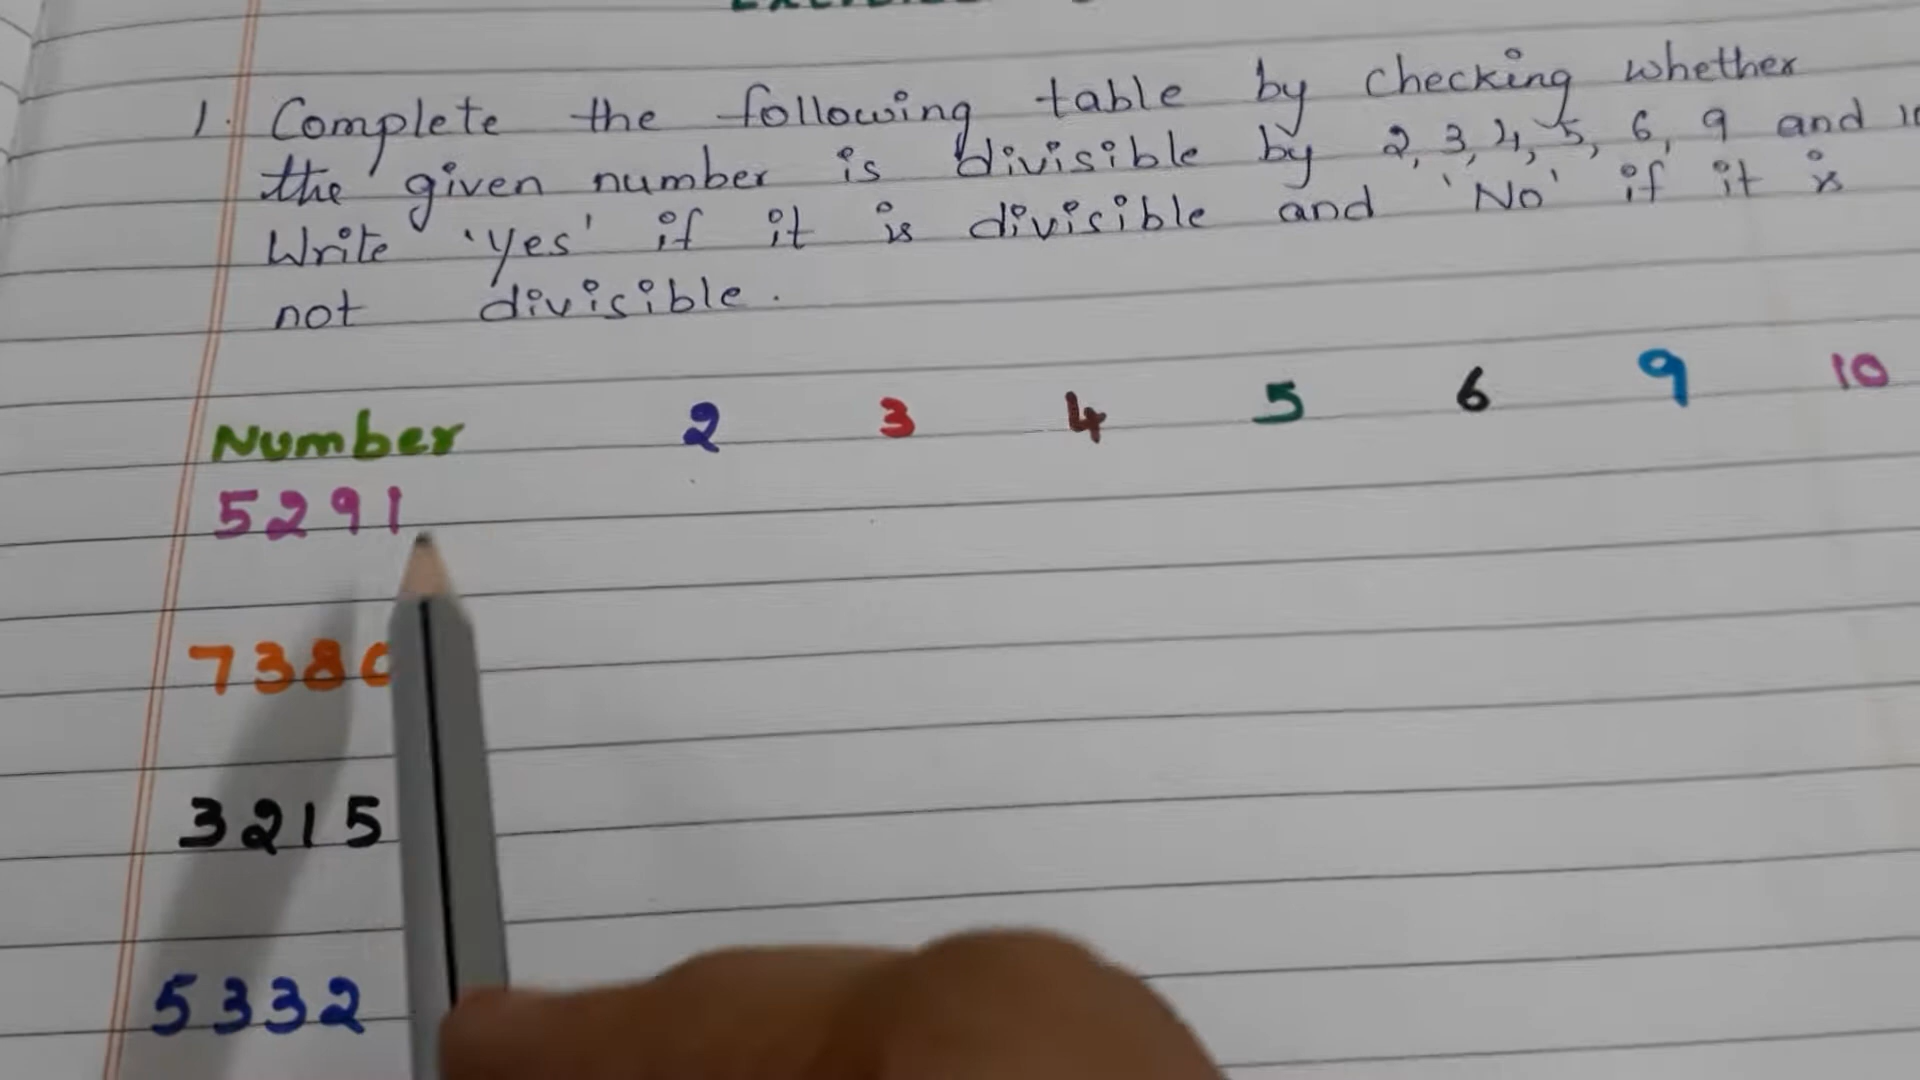 1. Complete the following table by checking whether
the given number is divisible by 2, 3, 4, 5, 6, 9 and 10
Write 'yes' if it is divisible and 'No' if it is
not divisible.
Number 2 3 4 5 6 9 10
5291
7380
3215
5332